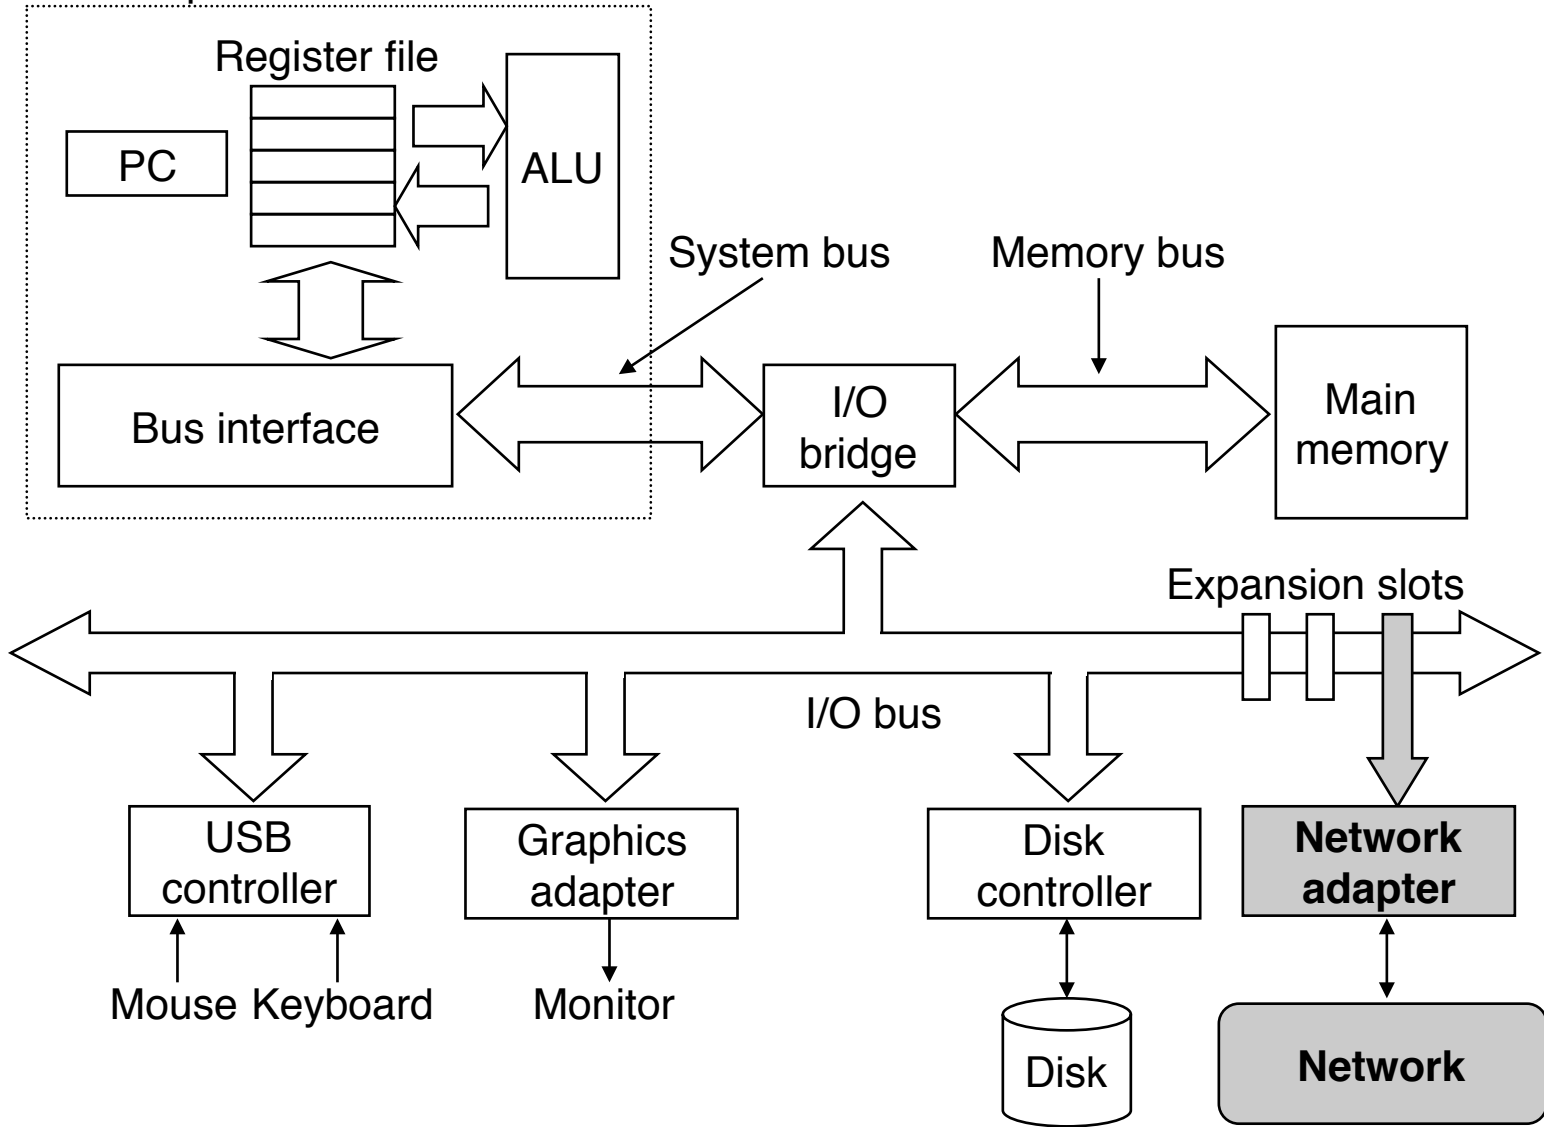 Register file
PC
ALU
System bus
Memory bus
Bus interface
I/O
bridge
Main
memory
Expansion slots
I/O bus
USB
controller
Graphics
adapter
Disk
controller
Network
adapter
Mouse
Keyboard
Monitor
Disk
Network